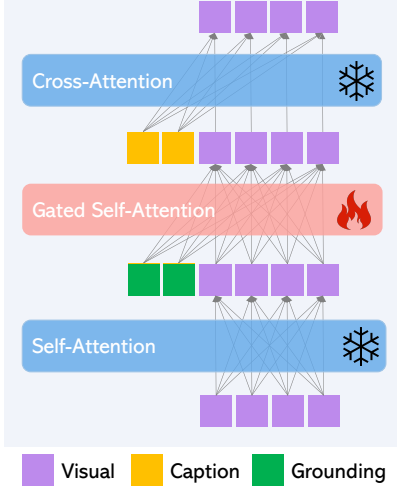 Cross-Attention
Gated Self-Attention
Self-Attention
Visual Caption Grounding